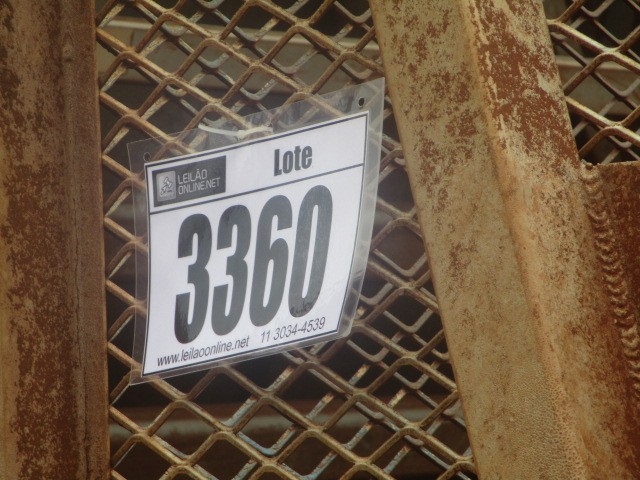 LEILÃO
ONLINE.NET
Lote
3360
www.leilaoonline.net 11 3034-4539